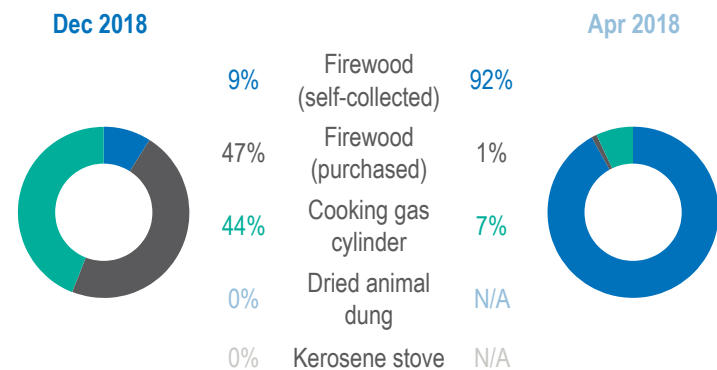 Dec 2018
Apr 2018
9%
Firewood
(self-collected)
92%
47%
Firewood
(purchased)
1%
44%
Cooking gas
cylinder
7%
0%
Dried animal
dung
N/A
0%
Kerosene stove
N/A